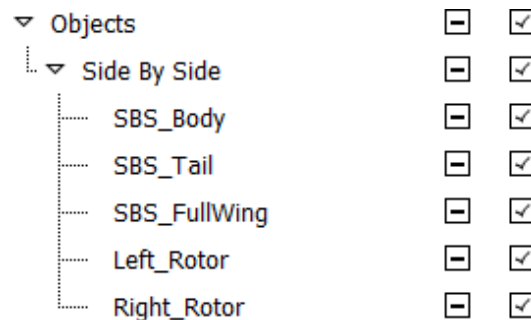 Objects
Side By Side
SBS_Body
SBS_Tail
SBS_FullWing
Left_Rotor
Right_Rotor